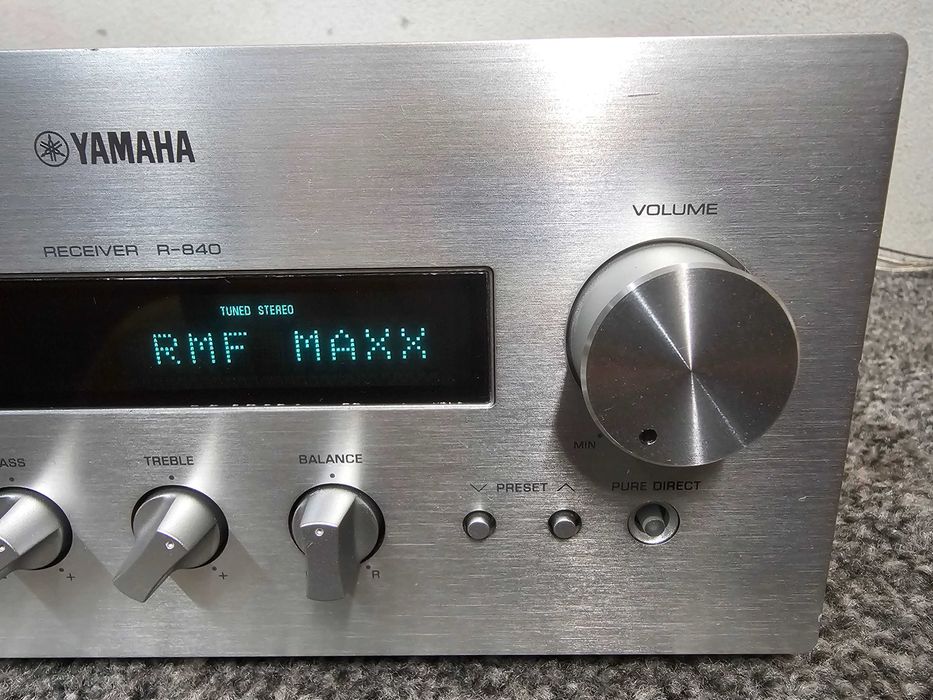 YAMAHA
VOLUME
RECEIVER R-840
TUNED STEREO
RMF MAXX
MIN
TREBLE
BALANCE
PRESET
PURE DIRECT
+
+
R